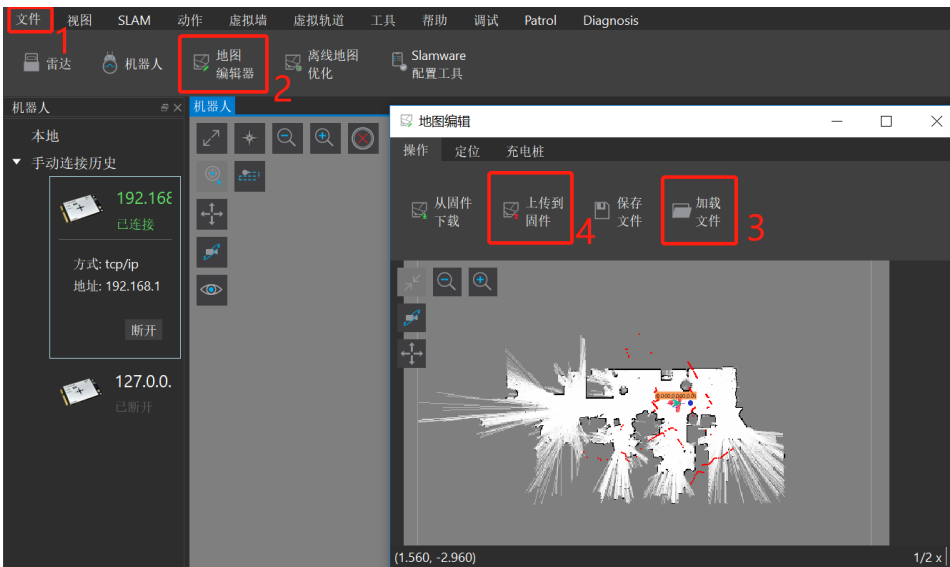 文件 视图 SLAM 动作 虚拟墙 虚拟轨道 工具 帮助 调试 Patrol Diagnosis
1
雷达
机器人
地图
编辑器
2
离线地图
优化
Slamware
配置工具
机器人
机器人
本地
手动连接历史
192.168
已连接
方式: tcp/ip
地址: 192.168.1
断开
127.0.0.
已断开
地图编辑
操作 定位 充电桩
从固件
下载
上传到
固件
4
保存
文件
加载
文件
3
(1.560, -2.960)
1/2 x